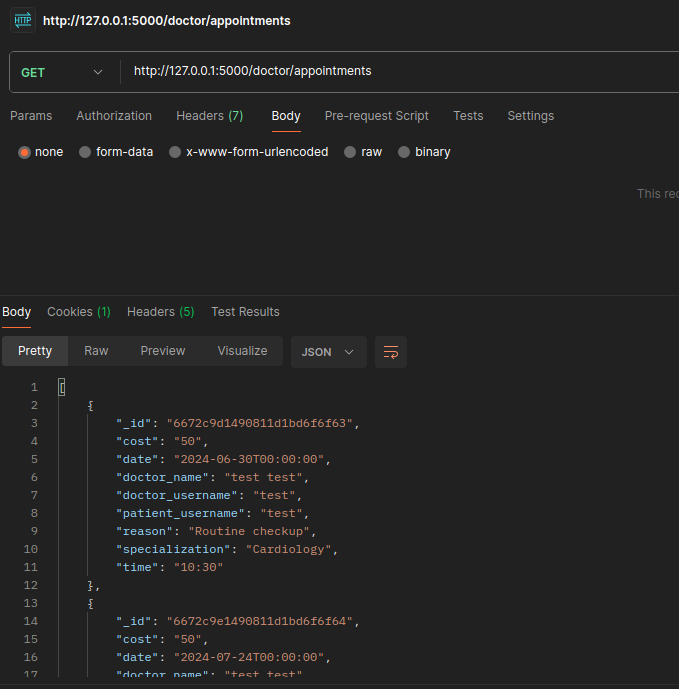 HTTP http://127.0.0.1:5000/doctor/appointments
GET http://127.0.0.1:5000/doctor/appointments
Params Authorization Headers (7) Body Pre-request Script Tests Settings
none form-data x-www-form-urlencoded raw binary
This
Body Cookies (1) Headers (5) Test Results
Pretty Raw Preview Visualize JSON
1 [
2 {
3 "_id": "6672c9d1490811d1bd6f6f63",
4 "cost": "50",
5 "date": "2024-06-30T00:00:00",
6 "doctor_name": "test test",
7 "doctor_username": "test",
8 "patient_username": "test",
9 "reason": "Routine checkup",
10 "specialization": "Cardiology",
11 "time": "10:30"
12 },
13 {
14 "_id": "6672c9e1490811d1bd6f6f64",
15 "cost": "50",
16 "date": "2024-07-24T00:00:00",
17 "doctor_name": "test test"